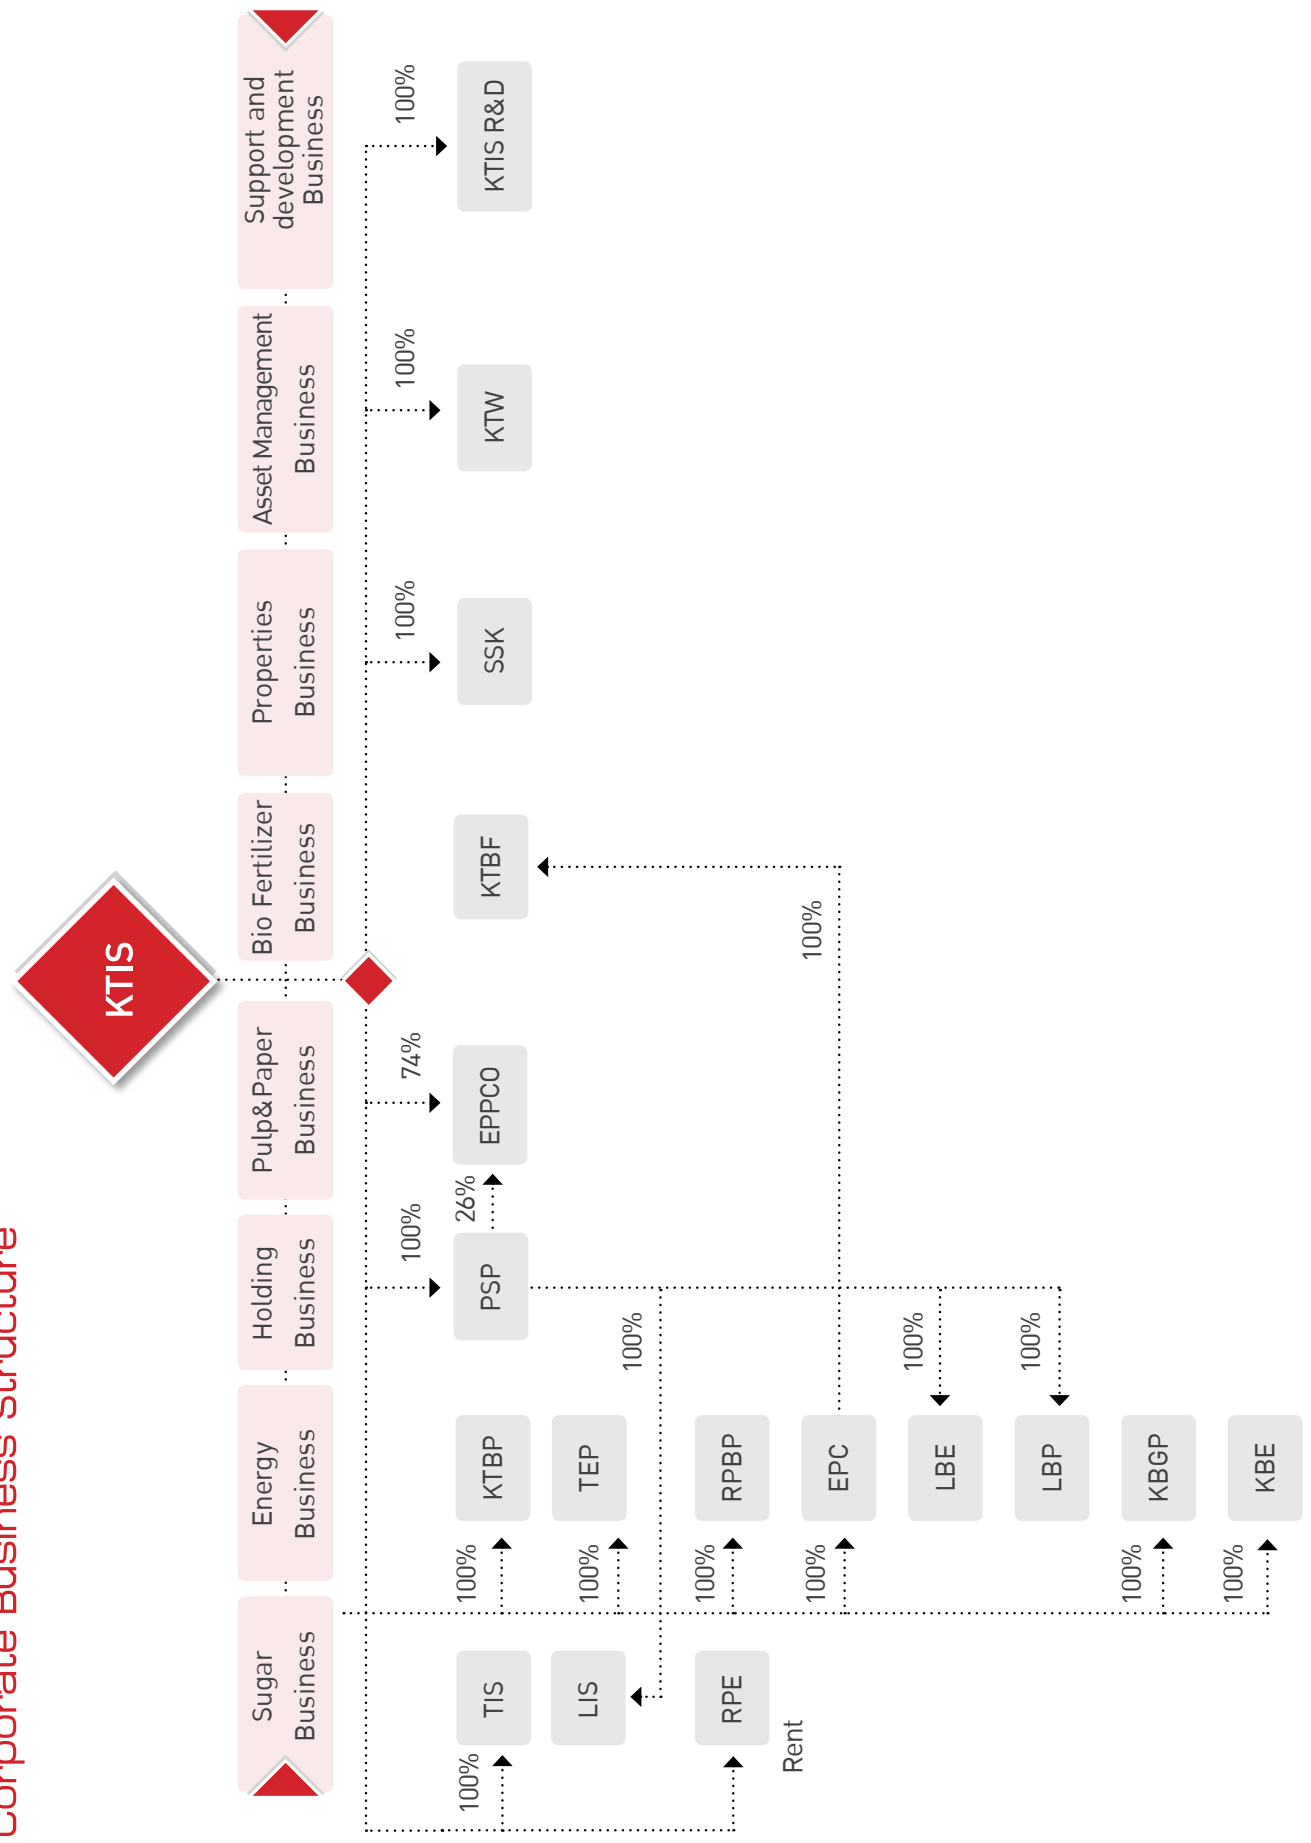 Corporate Business Structure
KTIS
Sugar
Business
Energy
Business
Holding
Business
Pulp&Paper
Business
Bio Fertilizer
Business
Properties
Business
Asset Management
Business
Support and
development
Business
100%
TIS
LIS
RPE
Rent
100%
KTBP
100%
TEP
100%
RPBP
100%
EPC
LBE
100%
LBP
100%
100%
KBGP
100%
KBE
100%
100%
PSP
26%
74%
EPPCO
100%
KTBF
100%
SSK
100%
KTW
100%
KTIS R&D